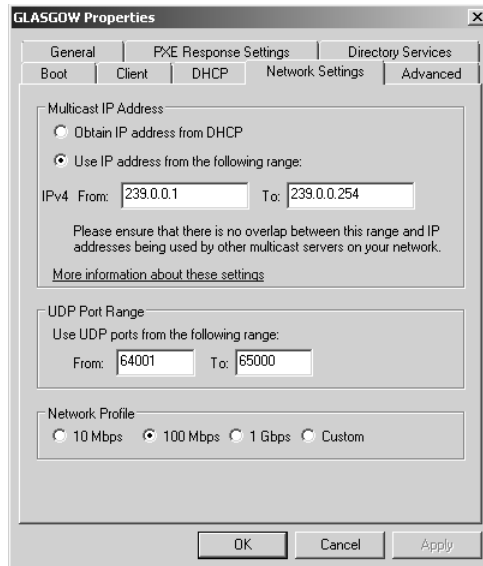 GLASGOW Properties
General PXE Response Settings Directory Services
Boot Client DHCP Network Settings Advanced
Multicast IP Address
Obtain IP address from DHCP
Use IP address from the following range:
IPv4 From: 239.0.0.1 To: 239.0.0.254
Please ensure that there is no overlap between this range and IP
addresses being used by other multicast servers on your network.
More information about these settings
UDP Port Range
Use UDP ports from the following range:
From: 64001 To: 65000
Network Profile
10 Mbps 100 Mbps 1 Gbps Custom
OK Cancel Apply